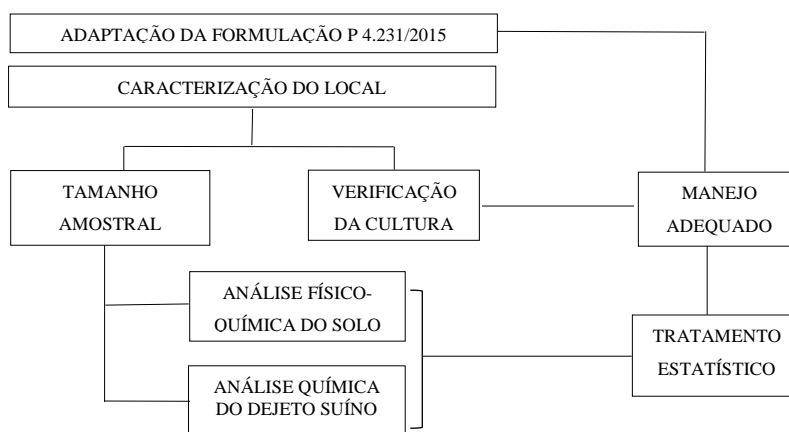 ADAPTAÇÃO DA FORMULAÇÃO P 4.231/2015
CARACTERIZAÇÃO DO LOCAL
TAMANHO
AMOSTRAL
VERIFICAÇÃO
DA CULTURA
MANEJO
ADEQUADO
ANÁLISE FÍSICO-
QUÍMICA DO SOLO
TRATAMENTO
ESTATÍSTICO
ANÁLISE QUÍMICA
DO DEJETO SUÍNO